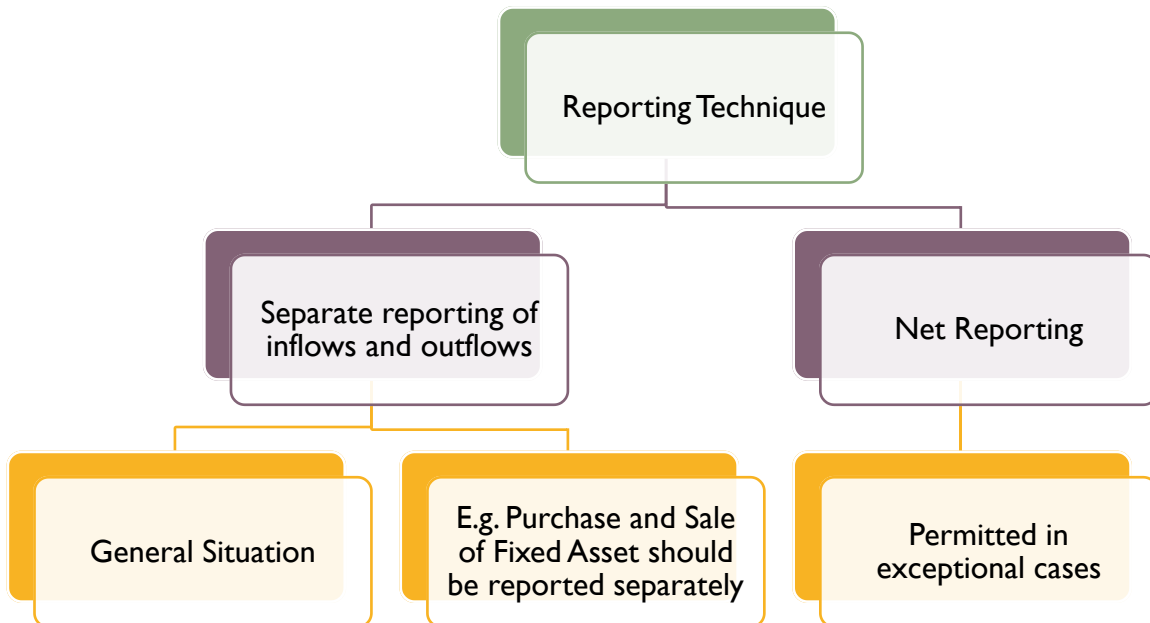 Reporting Technique
Separate reporting of
inflows and outflows
Net Reporting
General Situation
E.g. Purchase and Sale
of Fixed Asset should
be reported separately
Permitted in
exceptional cases